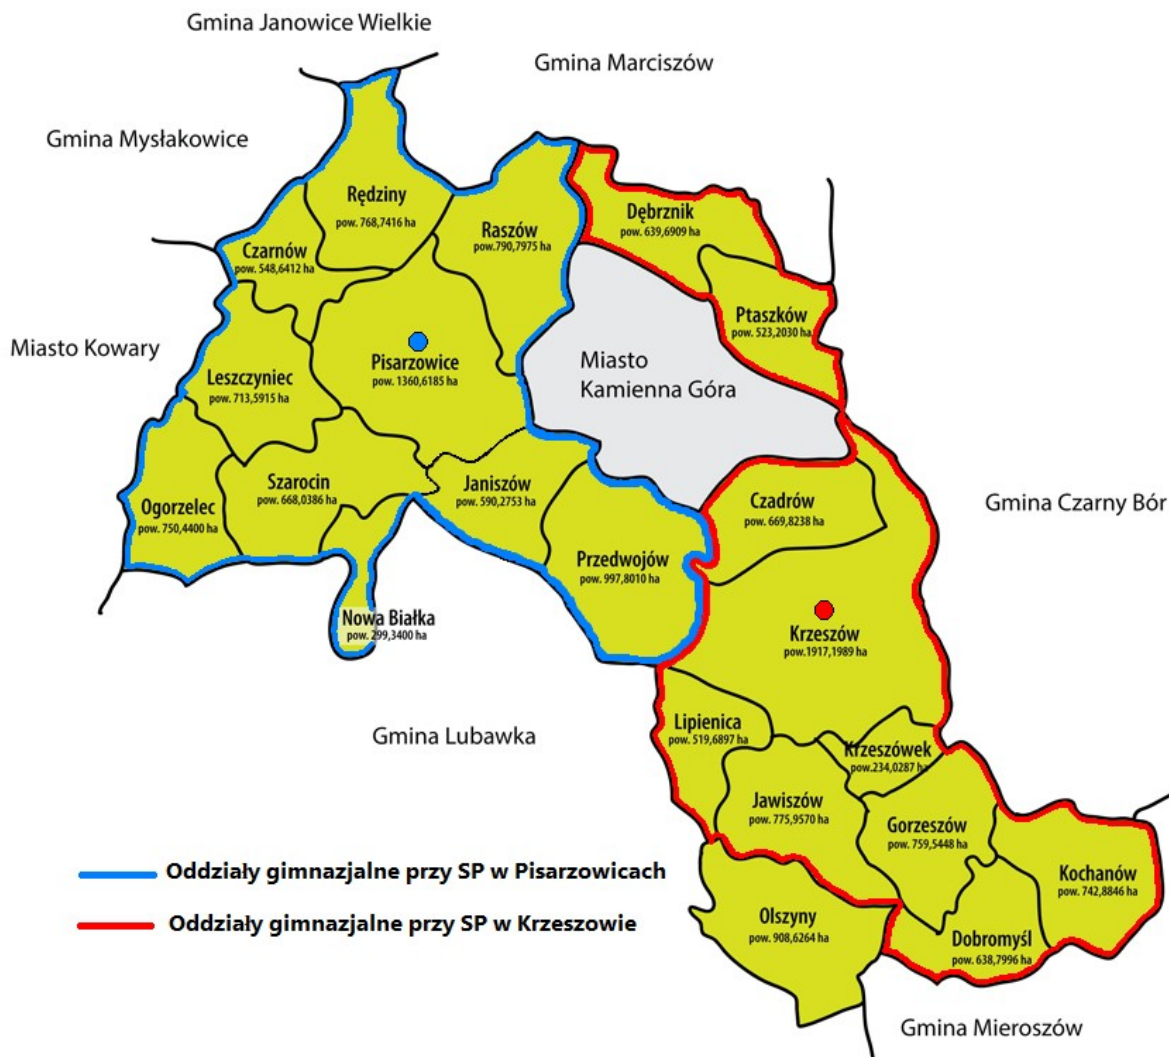 Gmina Janowice Wielkie
Gmina Marciszów
Gmina Mysłakowice
Rędziny
pow. 768,7416 ha
Dębrznik
pow. 639,6909 ha
Raszów
pow.790,7975 ha
Czarnów
pow. 548,6412 ha
Ptaszków
pow. 523,2030 ha
Miasto Kowary
Pisarzowice
pow. 1360,6185 ha
Miasto
Kamienna Góra
Leszczyniec
pow. 713,5915 ha
Szarocin
pow. 668,0386 ha
Janiszów
pow. 590,2753 ha
Czadrów
pow. 669,8238 ha
Gmina Czarny Bór
Ogorzelec
pow. 750,4400 ha
Przedwojów
pow. 997,8010 ha
Nowa Białka
pow. 299,3400 ha
Krzeszów
pow.1917,1989 ha
Gmina Lubawka
Lipienica
pow. 519,6897 ha
Krzeszówek
pow.234,0287 ha
Jawiszów
pow. 775,9570 ha
Gorzeszów
pow. 759,5448 ha
Kochanów
pow. 742,8846 ha
Oddziały gimnazjalne przy SP w Pisarzowicach
Oddziały gimnazjalne przy SP w Krzeszowie
Olszyny
pow. 908,6264 ha
Dobromyśl
pow. 638,7996 ha
Gmina Mieroszów